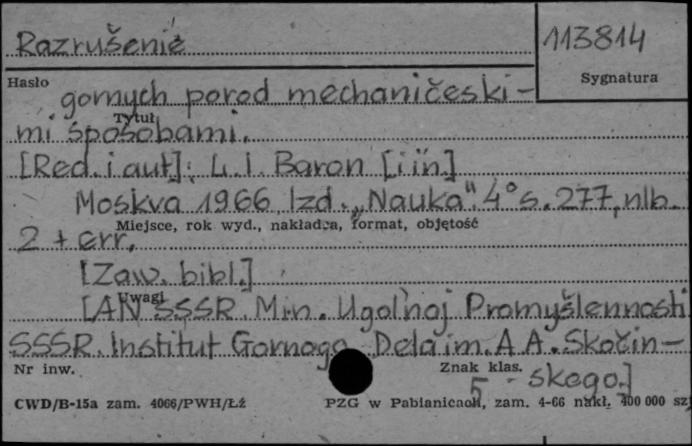 Razrušenie 113814
Hasło Sygnatura
gornych porod mechaničeski-
Tytuł
mi sposobami.
[Red. i aut]: L. I. Baron [i in.]
Moskva 1966 Izd. „Nauka" 4° s. 277, nlb.
Miejsce, rok wyd., nakładca, format, objętość
2 + err.
[Zaw. bibl.]
Uwagi
[AN SSSR. Min. Ugol'noj Promyšlennosti
SSSR. Institut Gornogo Dela im. A A. Skočin-
Nr inw. Znak klas.
5 skogo.]
CWD/B-15a zam. 4066/PWH/Łź PZG w Pabianicach, zam. 4-66 nakł. 400 000 sz